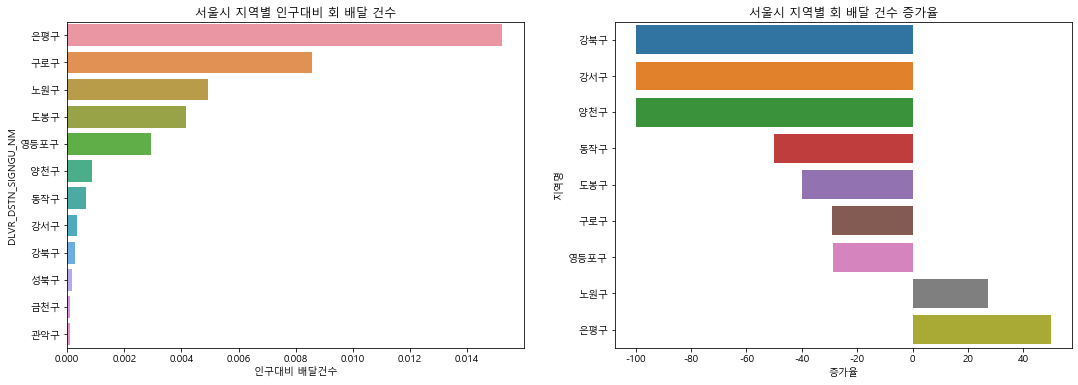 서울시 지역별 인구대비 회 배달 건수
DLVR_DSTN_SIGNGU_NM
은평구
구로구
노원구
도봉구
영등포구
양천구
동작구
강서구
강북구
성북구
금천구
관악구
0.000 0.002 0.004 0.006 0.008 0.010 0.012 0.014
인구대비 배달건수
서울시 지역별 회 배달 건수 증가율
지역명
강북구
강서구
양천구
동작구
도봉구
구로구
영등포구
노원구
은평구
-100 -80 -60 -40 -20 0 20 40
증가율